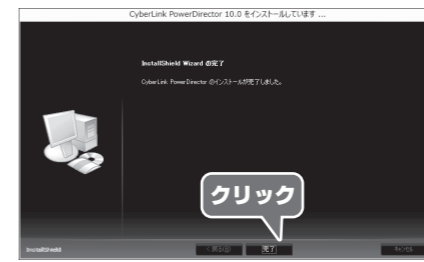 CyberLink PowerDirector 10.0 をインストールしています ...
InstallShield Wizard の完了
CyberLink PowerDirector のインストールが完了しました。
クリック
InstallShield
< 戻る(B)
完了
キャンセル